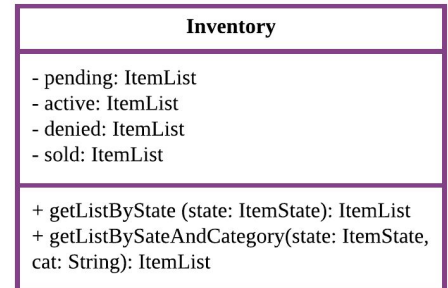 Inventory
- pending: ItemList
- active: ItemList
- denied: ItemList
- sold: ItemList
+ getListByState (state: ItemState): ItemList
+ getListBySateAndCategory(state: ItemState,
cat: String): ItemList